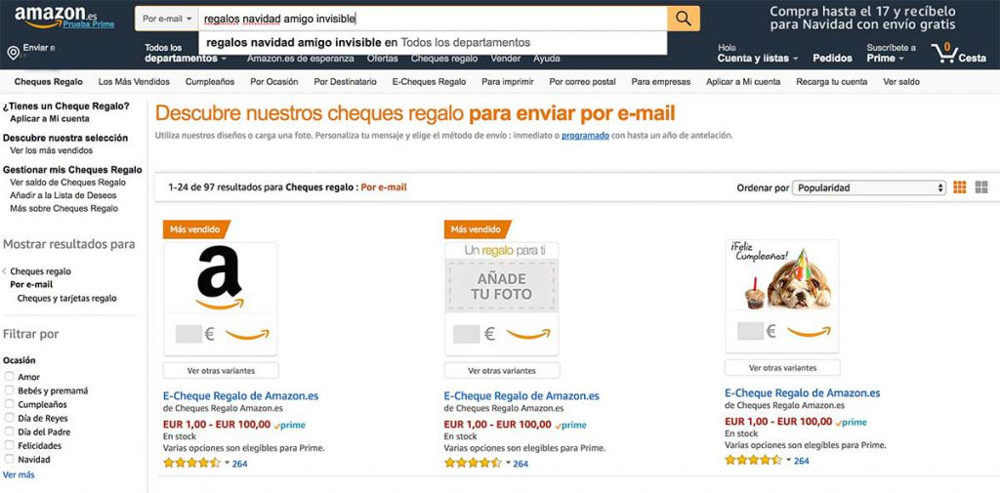 amazon.es
Prueba Prime
Por e-mail
regalos navidad amigo invisible
regalos navidad amigo invisible en Todos los departamentos
Compra hasta el 17 y recíbelo
para Navidad con envío gratis
Enviar a
Todos los
departamentos
Amazon.es de esperanza
Ofertas
Cheques regalo
Vender
Ayuda
Hola
Cuenta y listas
Pedidos
Suscríbete a
Prime
0
Cesta
Cheques Regalo
Los Más Vendidos
Cumpleaños
Por Ocasión
Por Destinatario
E-Cheques Regalo
Para imprimir
Por correo postal
Para empresas
Aplicar a Mi cuenta
Recarga tu cuenta
Ver saldo
¿Tienes un Cheque Regalo?
Aplicar a Mi cuenta
Descubre nuestra selección
Ver los más vendidos
Gestionar mis Cheques Regalo
Ver saldo de Cheques Regalo
Añadir a la Lista de Deseos
Más sobre Cheques Regalo
Mostrar resultados para
Cheques regalo
Por e-mail
Cheques y tarjetas regalo
Filtrar por
Ocasión
Amor
Bebés y premamá
Cumpleaños
Día de Reyes
Día del Padre
Felicidades
Navidad
Ver más
Descubre nuestros cheques regalo para enviar por e-mail
Utiliza nuestros diseños o carga una foto. Personaliza tu mensaje y elige el método de envío : inmediato o programado con hasta un año de antelación.
1-24 de 97 resultados para Cheques regalo : Por e-mail
Ordenar por
Popularidad
Más vendido
a
€
Ver otras variantes
E-Cheque Regalo de Amazon.es
de Cheques Regalo Amazon.es
EUR 1,00 - EUR 100,00 prime
En stock
Varias opciones son elegibles para Prime.
264
Más vendido
Un regalo para ti
AÑADE
TU FOTO
€
Ver otras variantes
E-Cheque Regalo de Amazon.es
de Cheques Regalo Amazon.es
EUR 1,00 - EUR 100,00 prime
En stock
Varias opciones son elegibles para Prime.
264
¡Feliz
Cumpleaños!
€
Ver otras variantes
E-Cheque Regalo de Amazon.es
de Cheques Regalo Amazon.es
EUR 1,00 - EUR 100,00 prime
En stock
Varias opciones son elegibles para Prime.
264